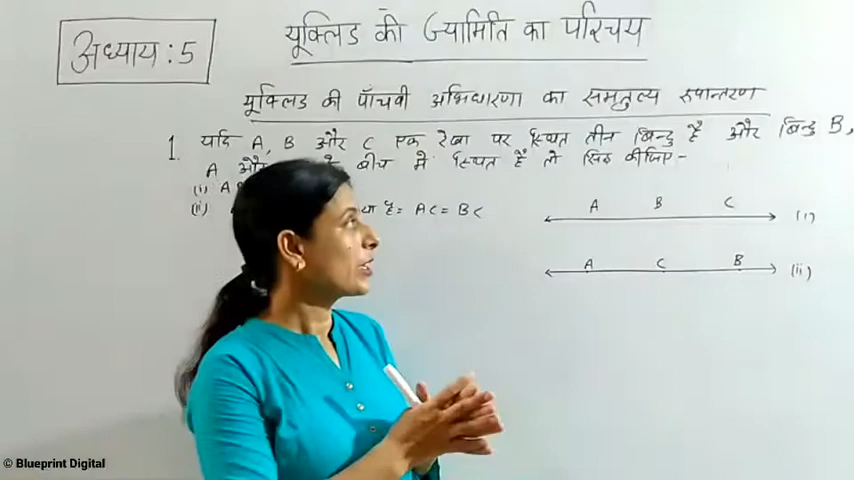 अध्याय : 5
यूक्लिड की ज्यामिति का परिचय
यूक्लिड की पाँचवी अभिधारणा का समतुल्य रूपान्तरण
1. यदि A, B और C एक रेखा पर स्थित तीन बिन्दु है और बिन्दु B,
A और के बीच में स्थित है तो सिद्ध कीजिए -
(i) A
(ii) है = AC = BC
A B C (i)
A C B (ii)
© Blueprint Digital